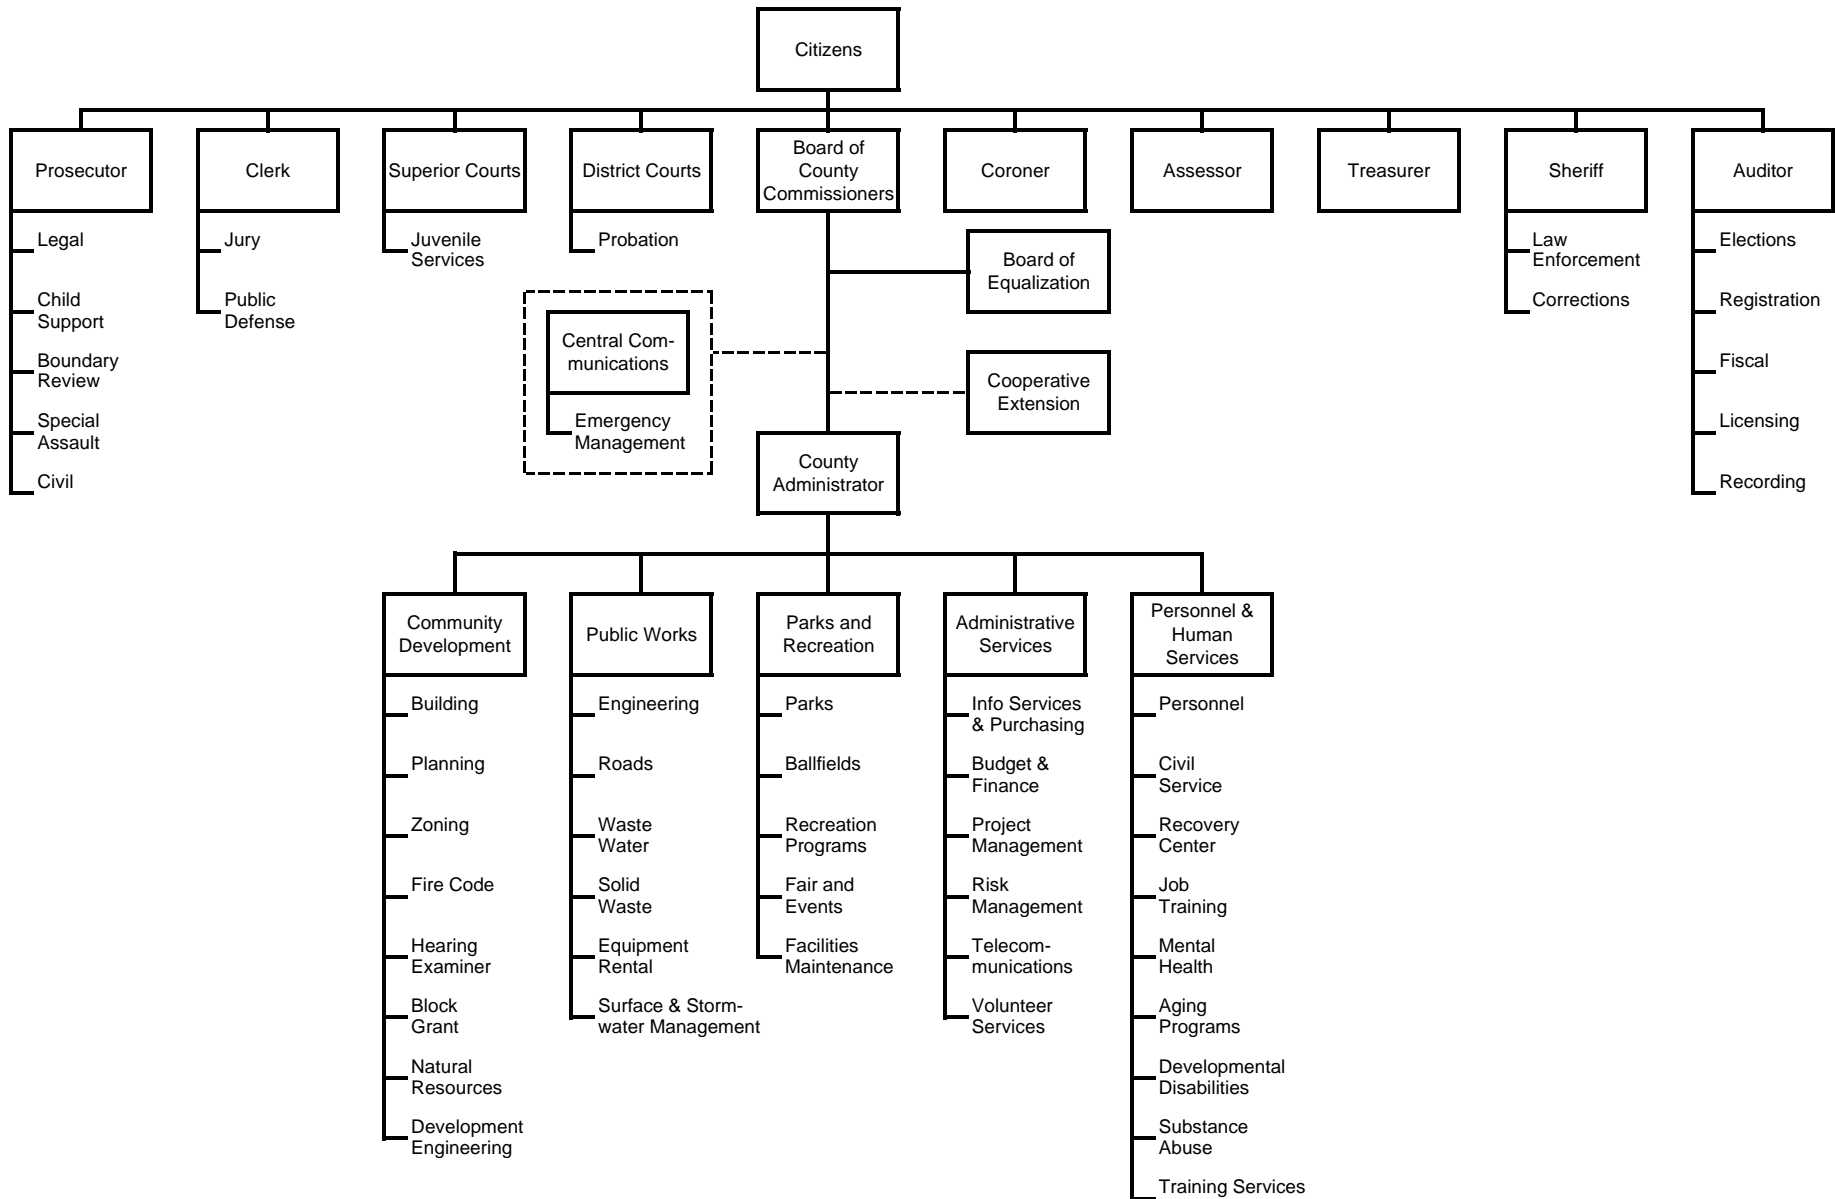 Citizens
Prosecutor
Legal
Child
Support
Boundary
Review
Special
Assault
Civil
Clerk
Jury
Public
Defense
Superior Courts
Juvenile
Services
District Courts
Probation
Board of
County
Commissioners
Coroner
Assessor
Treasurer
Sheriff
Law
Enforcement
Corrections
Auditor
Elections
Registration
Fiscal
Licensing
Recording
Board of
Equalization
Central Com-
munications
Emergency
Management
Cooperative
Extension
County
Administrator
Community
Development
Building
Planning
Zoning
Fire Code
Hearing
Examiner
Block
Grant
Natural
Resources
Development
Engineering
Public Works
Engineering
Roads
Waste
Water
Solid
Waste
Equipment
Rental
Surface & Storm-
water Management
Parks and
Recreation
Parks
Ballfields
Recreation
Programs
Fair and
Events
Facilities
Maintenance
Administrative
Services
Info Services
& Purchasing
Budget &
Finance
Project
Management
Risk
Management
Telecom-
munications
Volunteer
Services
Personnel &
Human
Services
Personnel
Civil
Service
Recovery
Center
Job
Training
Mental
Health
Aging
Programs
Developmental
Disabilities
Substance
Abuse
Training Services